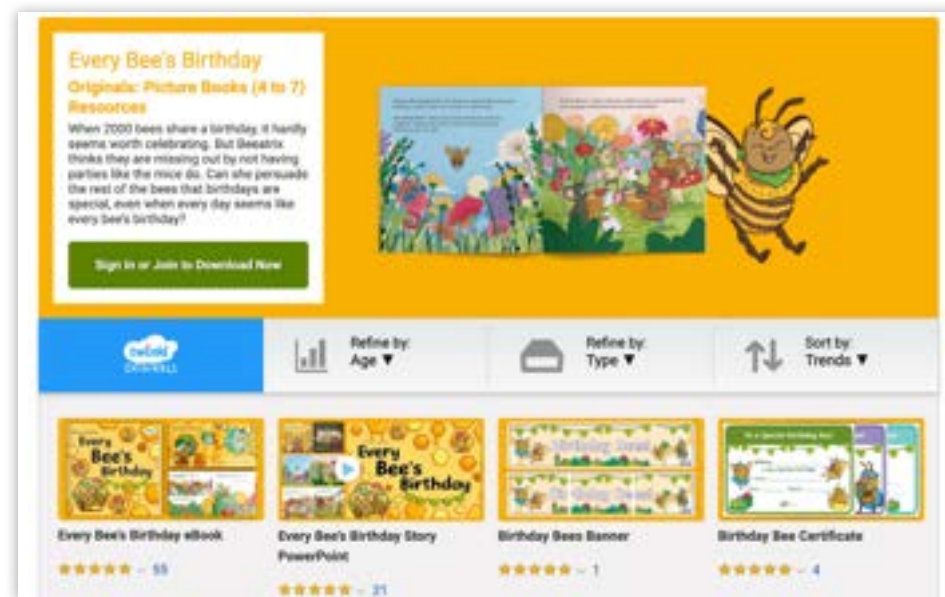 Every Bee's Birthday
Originals: Picture Books (4 to 7)
Resources
When 2000 bees share a birthday, it hardly
seems worth celebrating. But Beeatrix
thinks they are missing out by not having
parties like the mice do. Can she persuade
the rest of the bees that birthdays are
special, even when every day seems like
every bee's birthday?
Sign in or Join to Download Now
twinkl
ORIGINALS
Refine by:
Age ▼
Refine by:
Type ▼
Sort by:
Trends ▼
Every
Bee's
Birthday
Every
Bee's
Birthday
Every Bee's Birthday eBook
Every Bee's Birthday Story
PowerPoint
Birthday Bees Banner
Birthday Bee Certificate
- 55
- 21
- 1
- 4